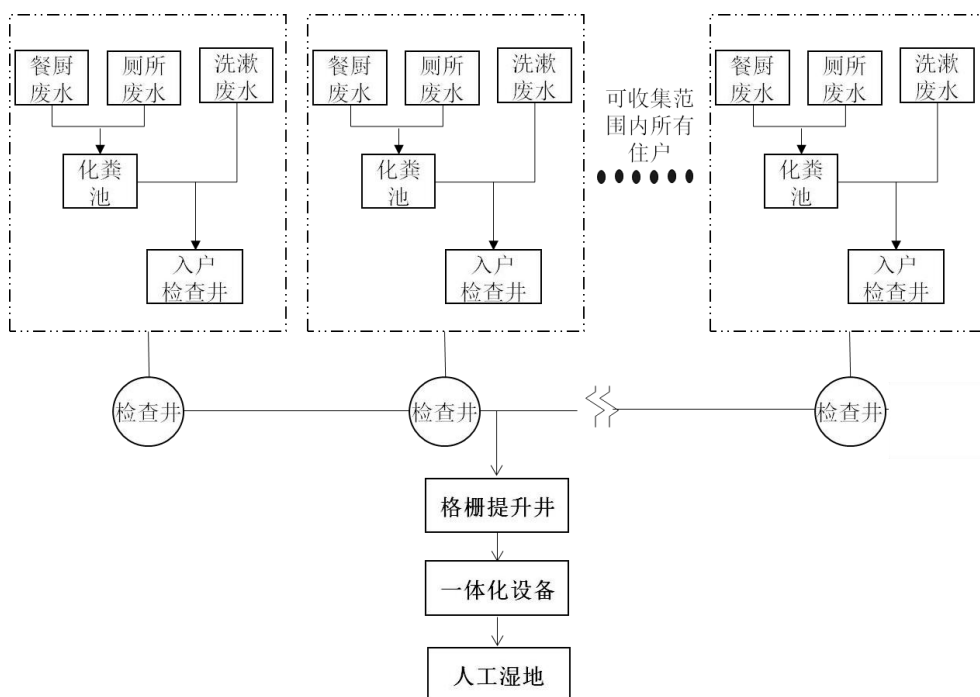 餐厨
废水
厕所
废水
洗漱
废水
化粪
池
入户
检查井
餐厨
废水
厕所
废水
洗漱
废水
化粪
池
入户
检查井
可收集范
围内所有
住户
餐厨
废水
厕所
废水
洗漱
废水
化粪
池
入户
检查井
检查井
检查井
检查井
格栅提升井
一体化设备
人工湿地